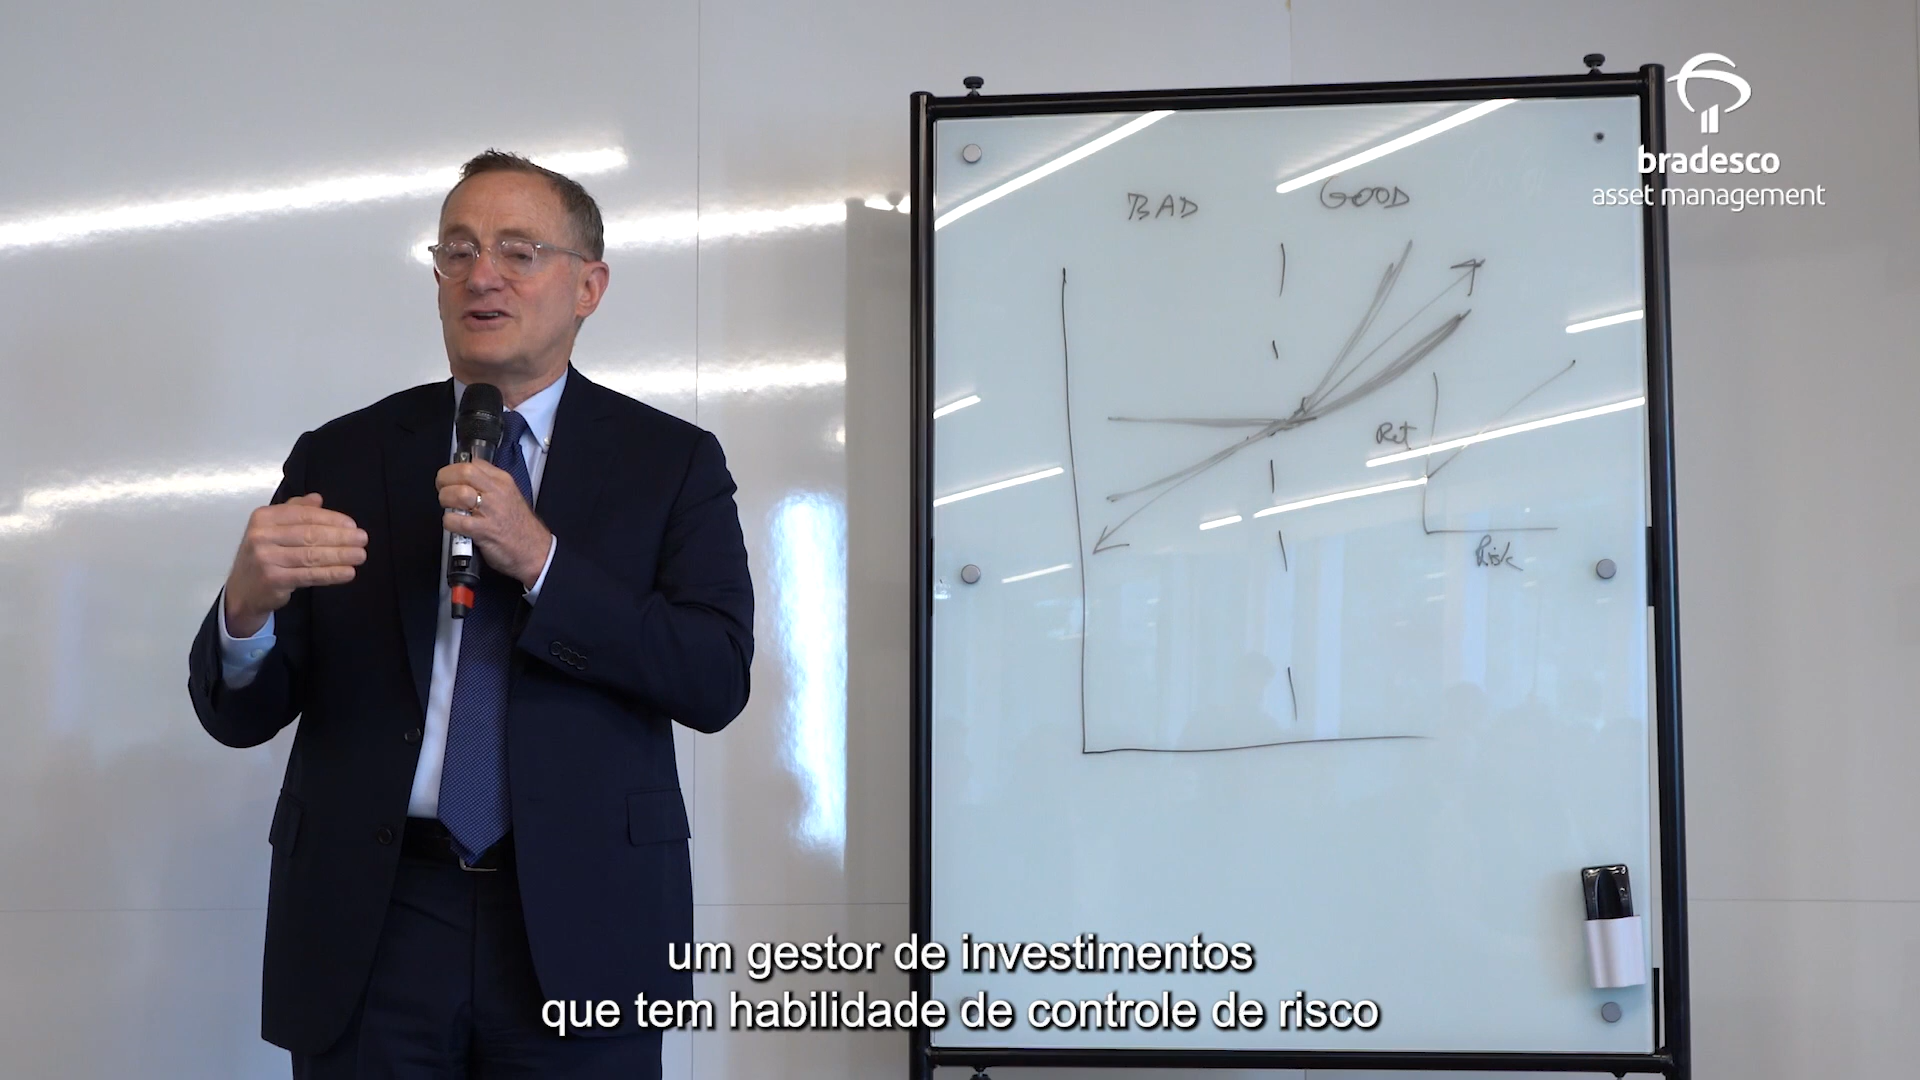 bradesco
asset management
BAD
GOOD
Ret
Risk
um gestor de investimentos
que tem habilidade de controle de risco